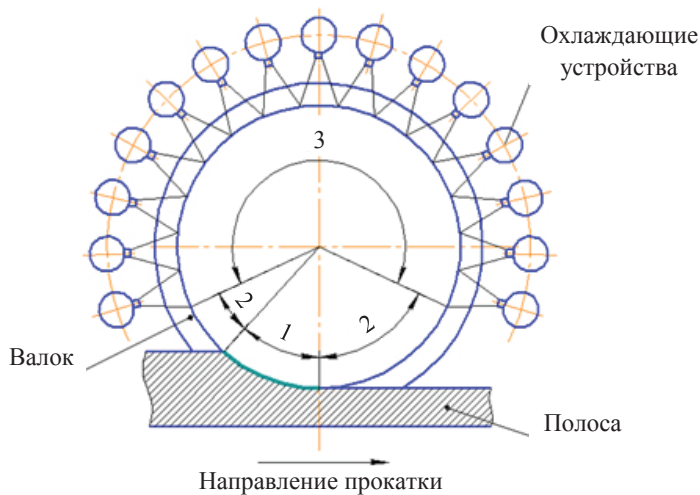 Охлаждающие
устройства
3
2
1
2
Валок
Полоса
Направление прокатки